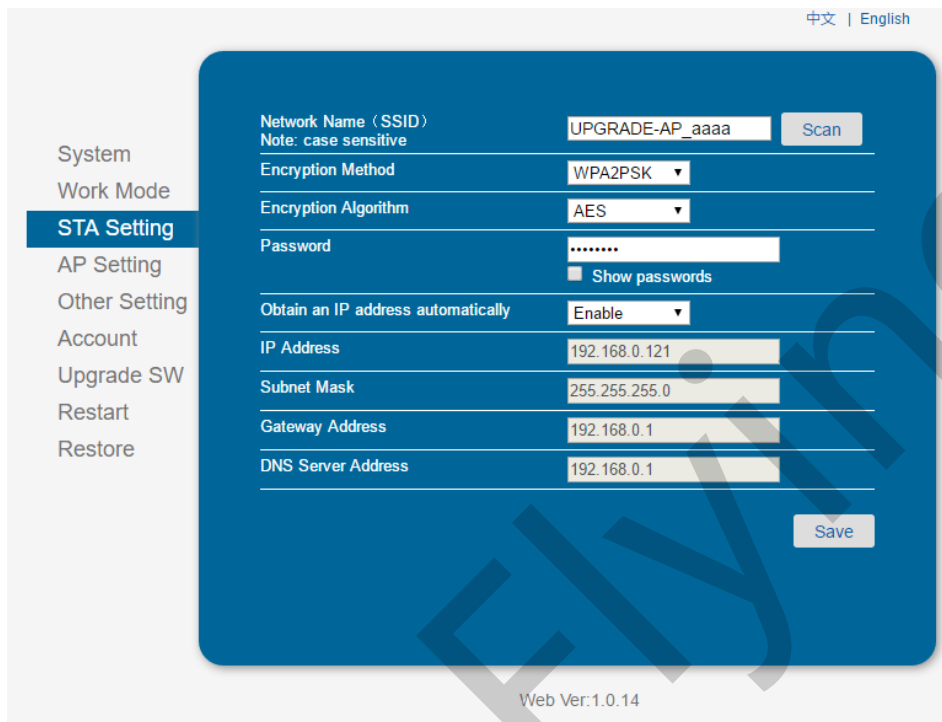 中文 | English
System
Work Mode
STA Setting
AP Setting
Other Setting
Account
Upgrade SW
Restart
Restore
Network Name（SSID）
Note: case sensitive
UPGRADE-AP_aaaa Scan
Encryption Method WPA2PSK
Encryption Algorithm AES
Password ••••••••
Show passwords
Obtain an IP address automatically Enable
IP Address 192.168.0.121
Subnet Mask 255.255.255.0
Gateway Address 192.168.0.1
DNS Server Address 192.168.0.1
Save
Web Ver:1.0.14
Flying